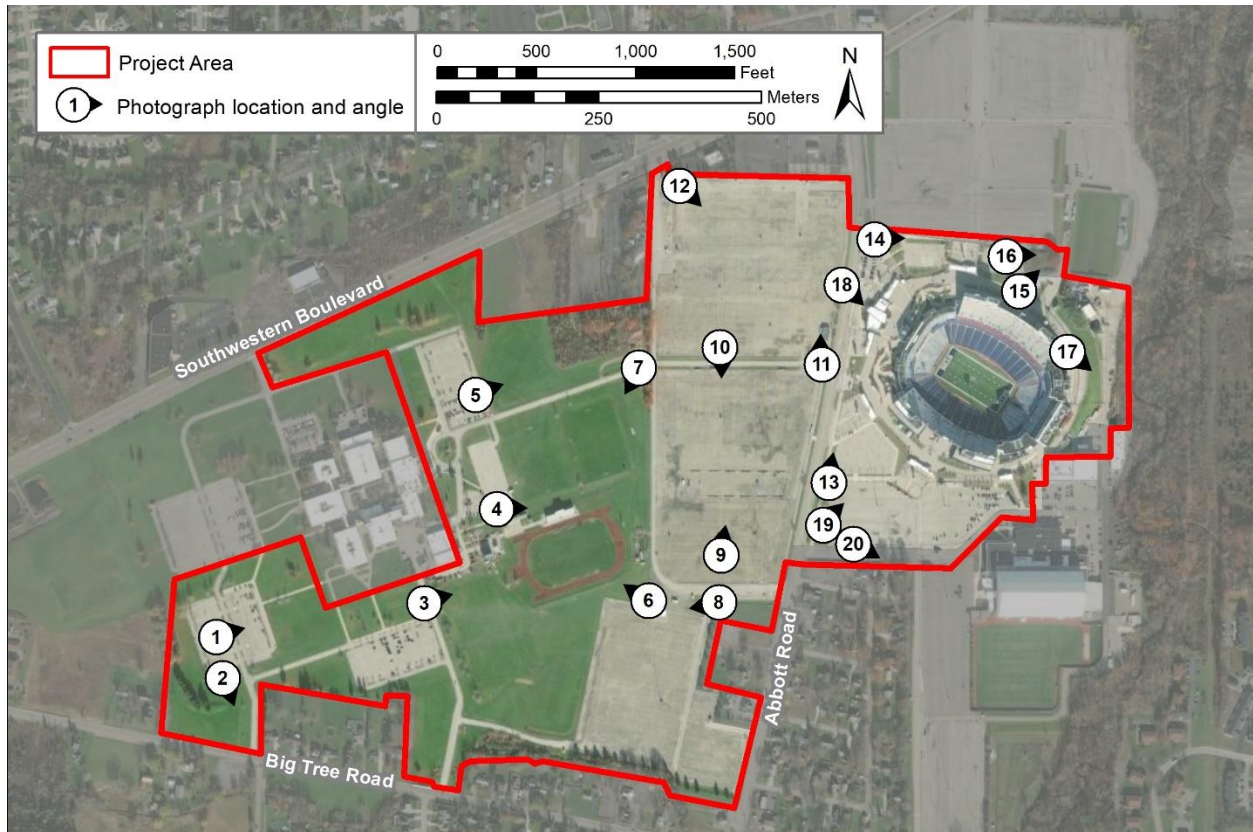 Project Area
1 Photograph location and angle
0 500 1,000 1,500
Feet
Meters
0 250 500
N
Southwestern Boulevard
Big Tree Road
Abbott Road
1
2
3
4
5
6
7
8
9
10
11
12
13
14
15
16
17
18
19
20